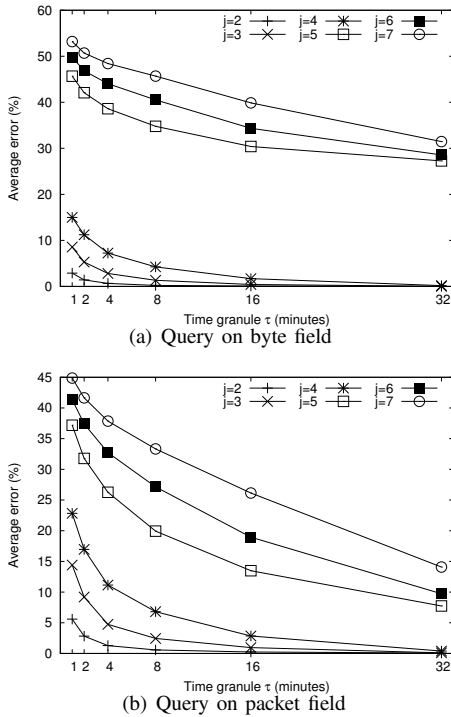 60
50
40
30
20
10
0
Average error (%)
j=2
j=3
j=4
j=5
j=6
j=7
1 2 4 8 16 32
Time granule τ (minutes)
(a) Query on byte field
45
40
35
30
25
20
15
10
5
0
Average error (%)
j=2
j=3
j=4
j=5
j=6
j=7
1 2 4 8 16 32
Time granule τ (minutes)
(b) Query on packet field